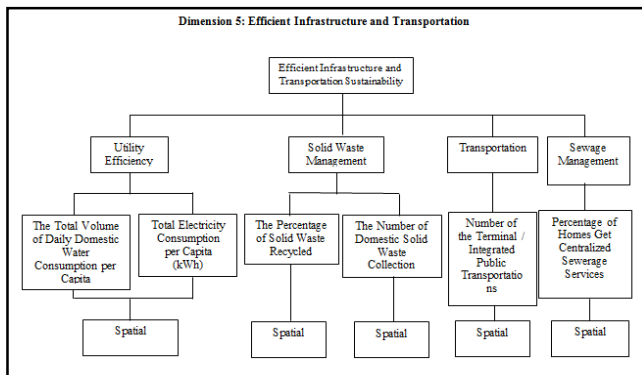 Dimension 5: Efficient Infrastructure and Transportation
Efficient Infrastructure and
Transportation Sustainability
Utility
Efficiency
Solid Waste
Management
Transportation
Sewage
Management
The Total Volume
of Daily Domestic
Water
Consumption per
Capita
Total Electricity
Consumption
per Capita
(kWh)
The Percentage
of Solid Waste
Recycled
The Number of
Domestic Solid
Waste
Collection
Number of
the Terminal /
Integrated
Public
Transportatio
ns
Percentage of
Homes Get
Centralized
Sewerage
Services
Spatial
Spatial
Spatial
Spatial
Spatial